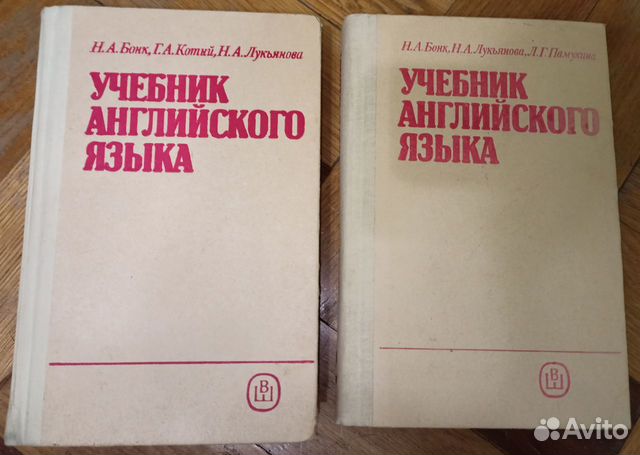 Н. А. Бонк, Г. А. Котий, Н. А. Лукьянова
УЧЕБНИК
АНГЛИЙСКОГО
ЯЗЫКА
ВШ
Н. А. Бонк, Н. А. Лукьянова, Л. Г. Памухина
УЧЕБНИК
АНГЛИЙСКОГО
ЯЗЫКА
ВШ
Avito